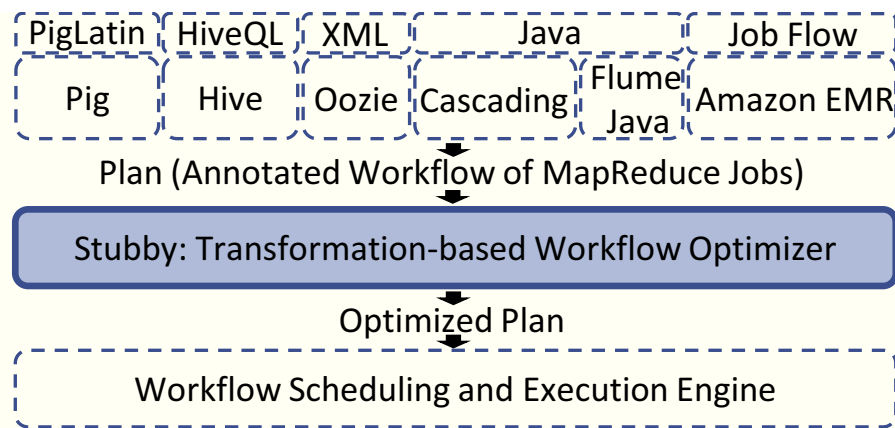 PigLatin HiveQL XML Java Job Flow
Pig Hive Oozie Cascading Flume Java Amazon EMR
Plan (Annotated Workflow of MapReduce Jobs)
Stubby: Transformation-based Workflow Optimizer
Optimized Plan
Workflow Scheduling and Execution Engine